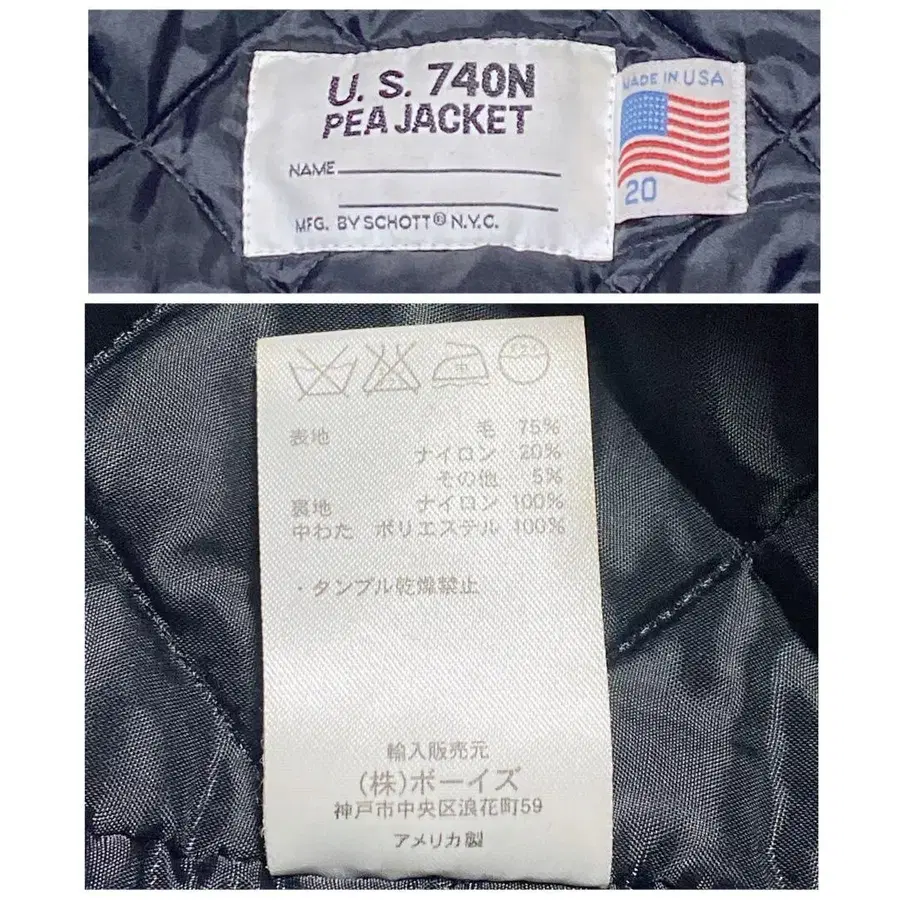 U. S. 740N
PEA JACKET
NAME
MFG. BY SCHOTT® N.Y.C.
MADE IN USA
20
表地 毛 75%
ナイロン 20%
その他 5%
裏地 ナイロン 100%
中わた ポリエステル 100%
・タンブル乾燥禁止
輸入販売元
(株)ボーイズ
神戸市中央区浪花町59
アメリカ製